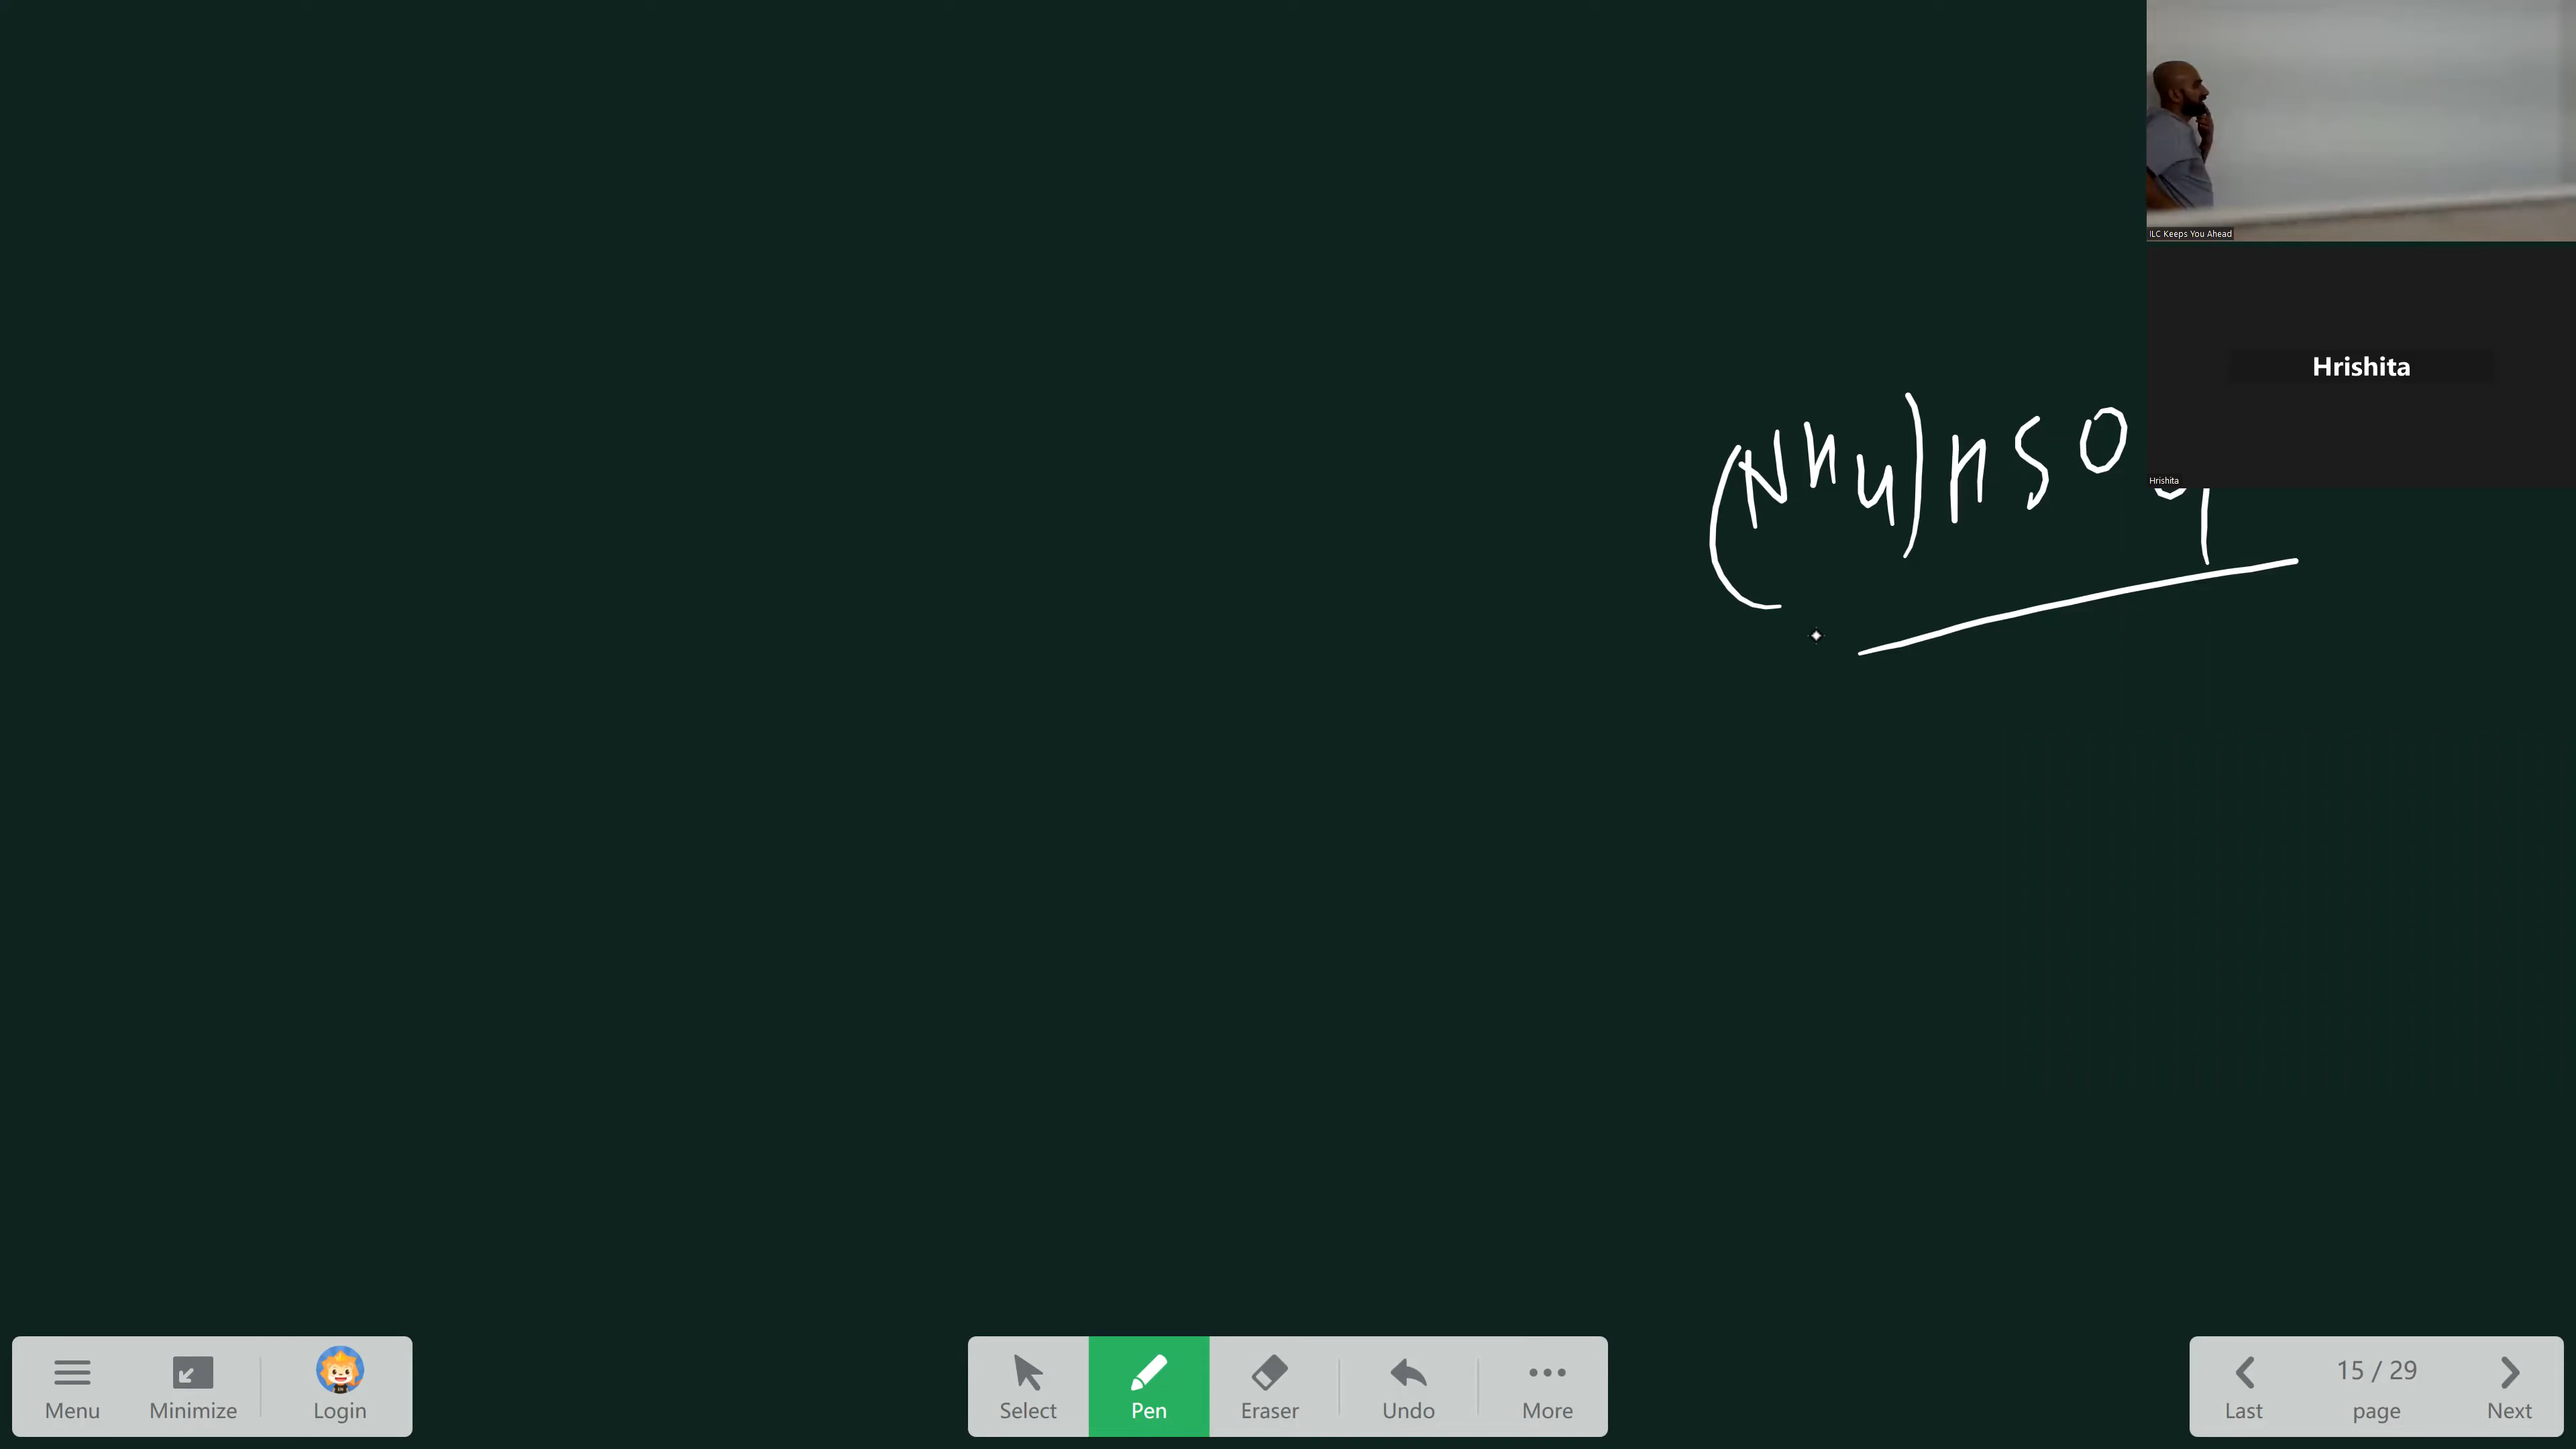 ILC Keeps You Ahead
Hrishita
(NH4)HSO4
Hrishita
Menu Minimize Login Select Pen Eraser Undo More Last 15 / 29 page Next